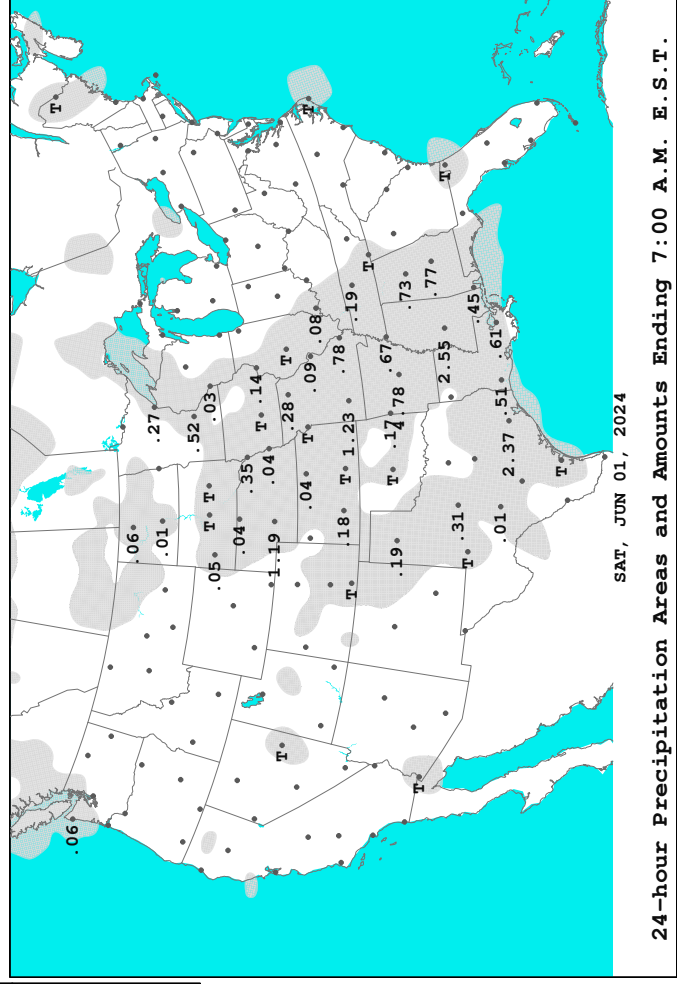 T
.06
.06
.27
.01
.52
.03
T
T
.05
.04
.35
.14
T
.04
1.19
T
T
.28
.04
T
T
.09
.08
.78
.18
T
1.23
T
.19
T
.67
.17
T
.19
4.78
.73
T
.77
2.55
T
.31
T
.45
.61
.01
.51
2.37
T
SAT, JUN 01, 2024
24-hour Precipitation Areas and Amounts Ending 7:00 A.M. E.S.T.